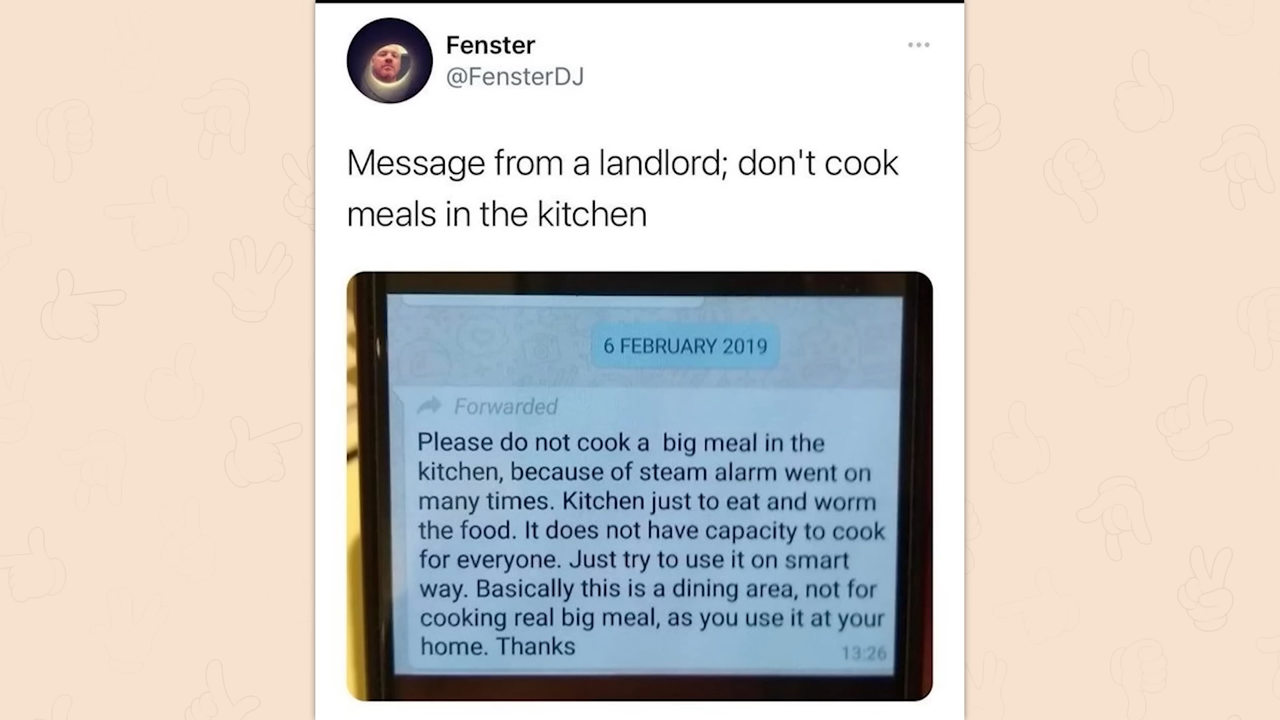 Fenster
@FensterDJ
Message from a landlord; don't cook
meals in the kitchen
6 FEBRUARY 2019
Forwarded
Please do not cook a  big meal in the
kitchen, because of steam alarm went on
many times. Kitchen just to eat and worm
the food. It does not have capacity to cook
for everyone. Just try to use it on smart
way. Basically this is a dining area, not for
cooking real big meal, as you use it at your
home. Thanks
13:26